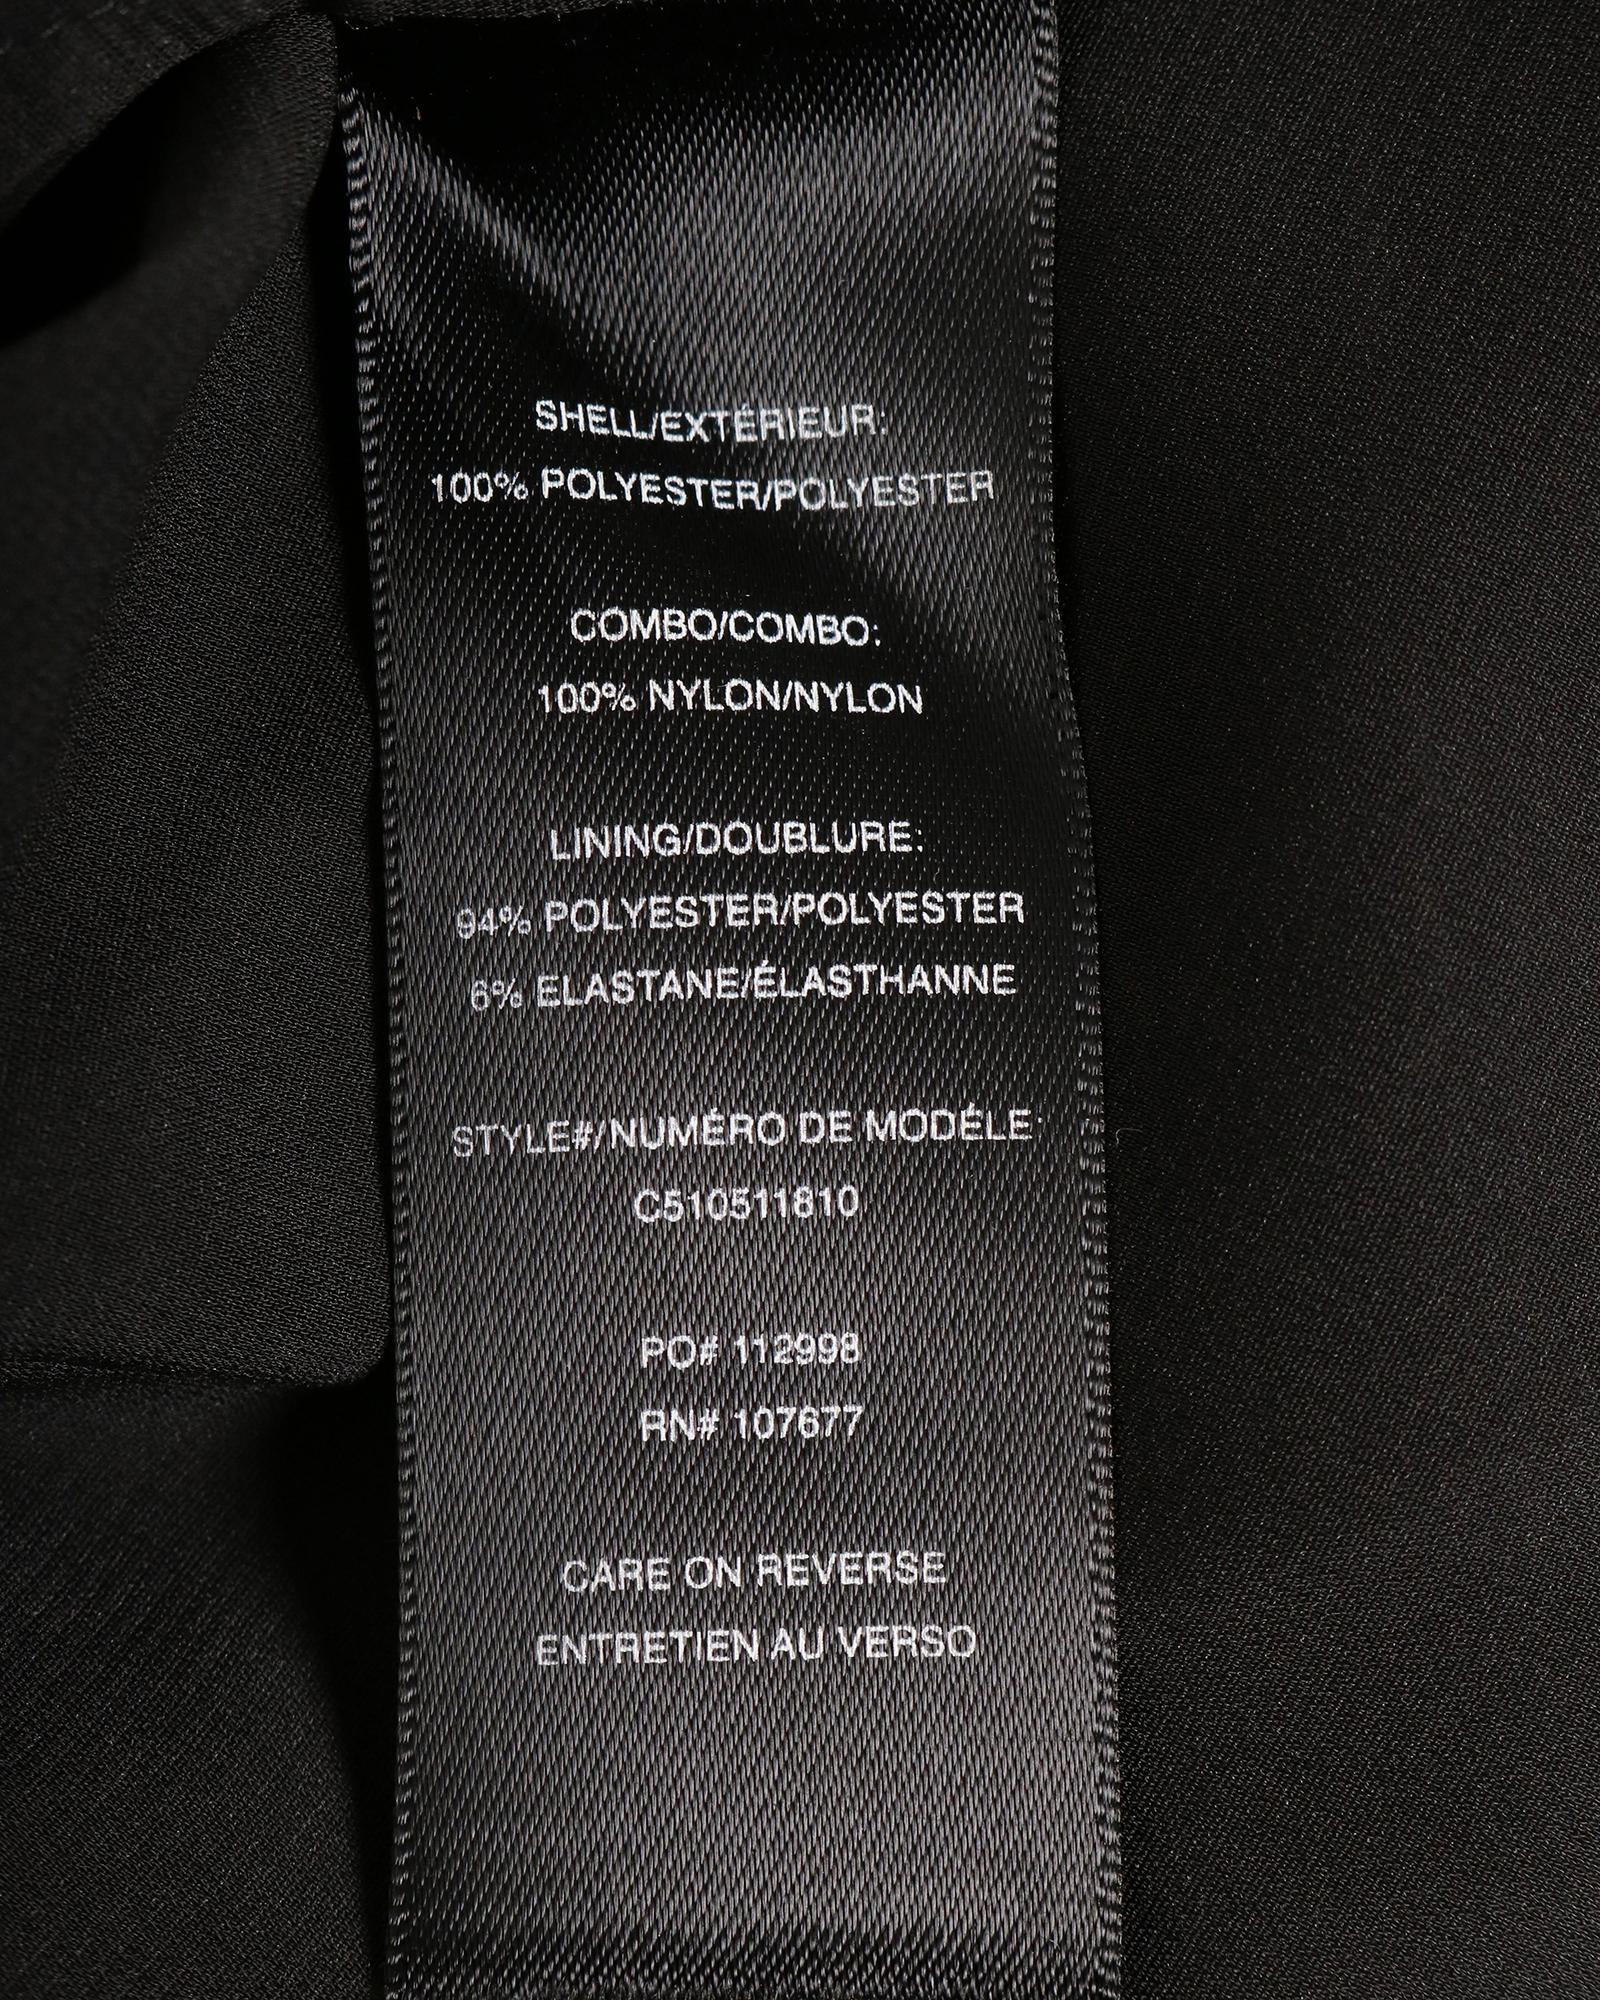 SHELL/EXTÉRIEUR:
100% POLYESTER/POLYESTER
COMBO/COMBO:
100% NYLON/NYLON
LINING/DOUBLURE:
94% POLYESTER/POLYESTER
6% ELASTANE/ÉLASTHANNE
STYLE#/NUMÉRO DE MODÉLE:
C510511810
PO# 112998
RN# 107677
CARE ON REVERSE
ENTRETIEN AU VERSO